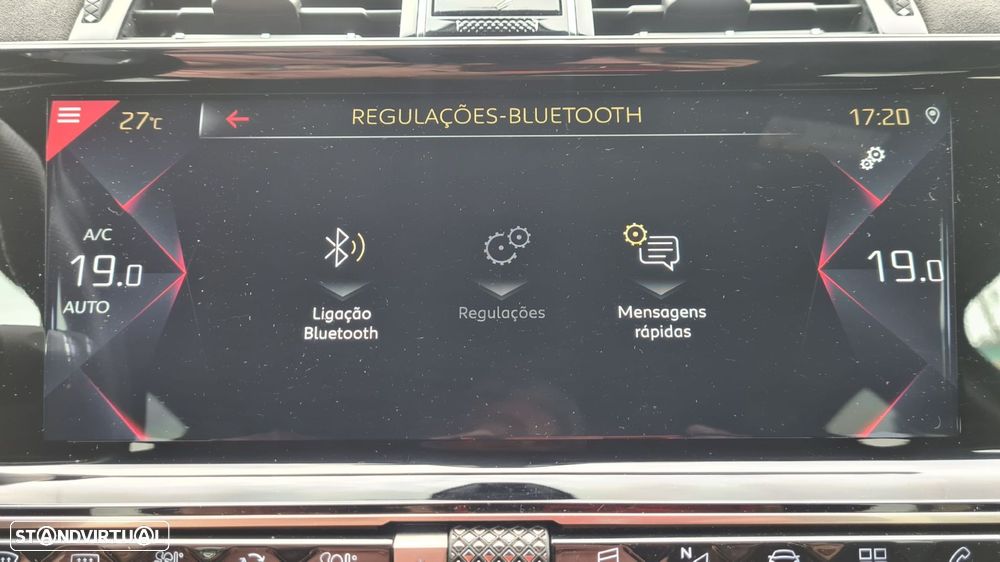 27°C
REGULAÇÕES-BLUETOOTH
17:20
A/C
19.0
AUTO
19.0
Ligação
Bluetooth
Regulações
Mensagens
rápidas
STANDVIRTUAL
N